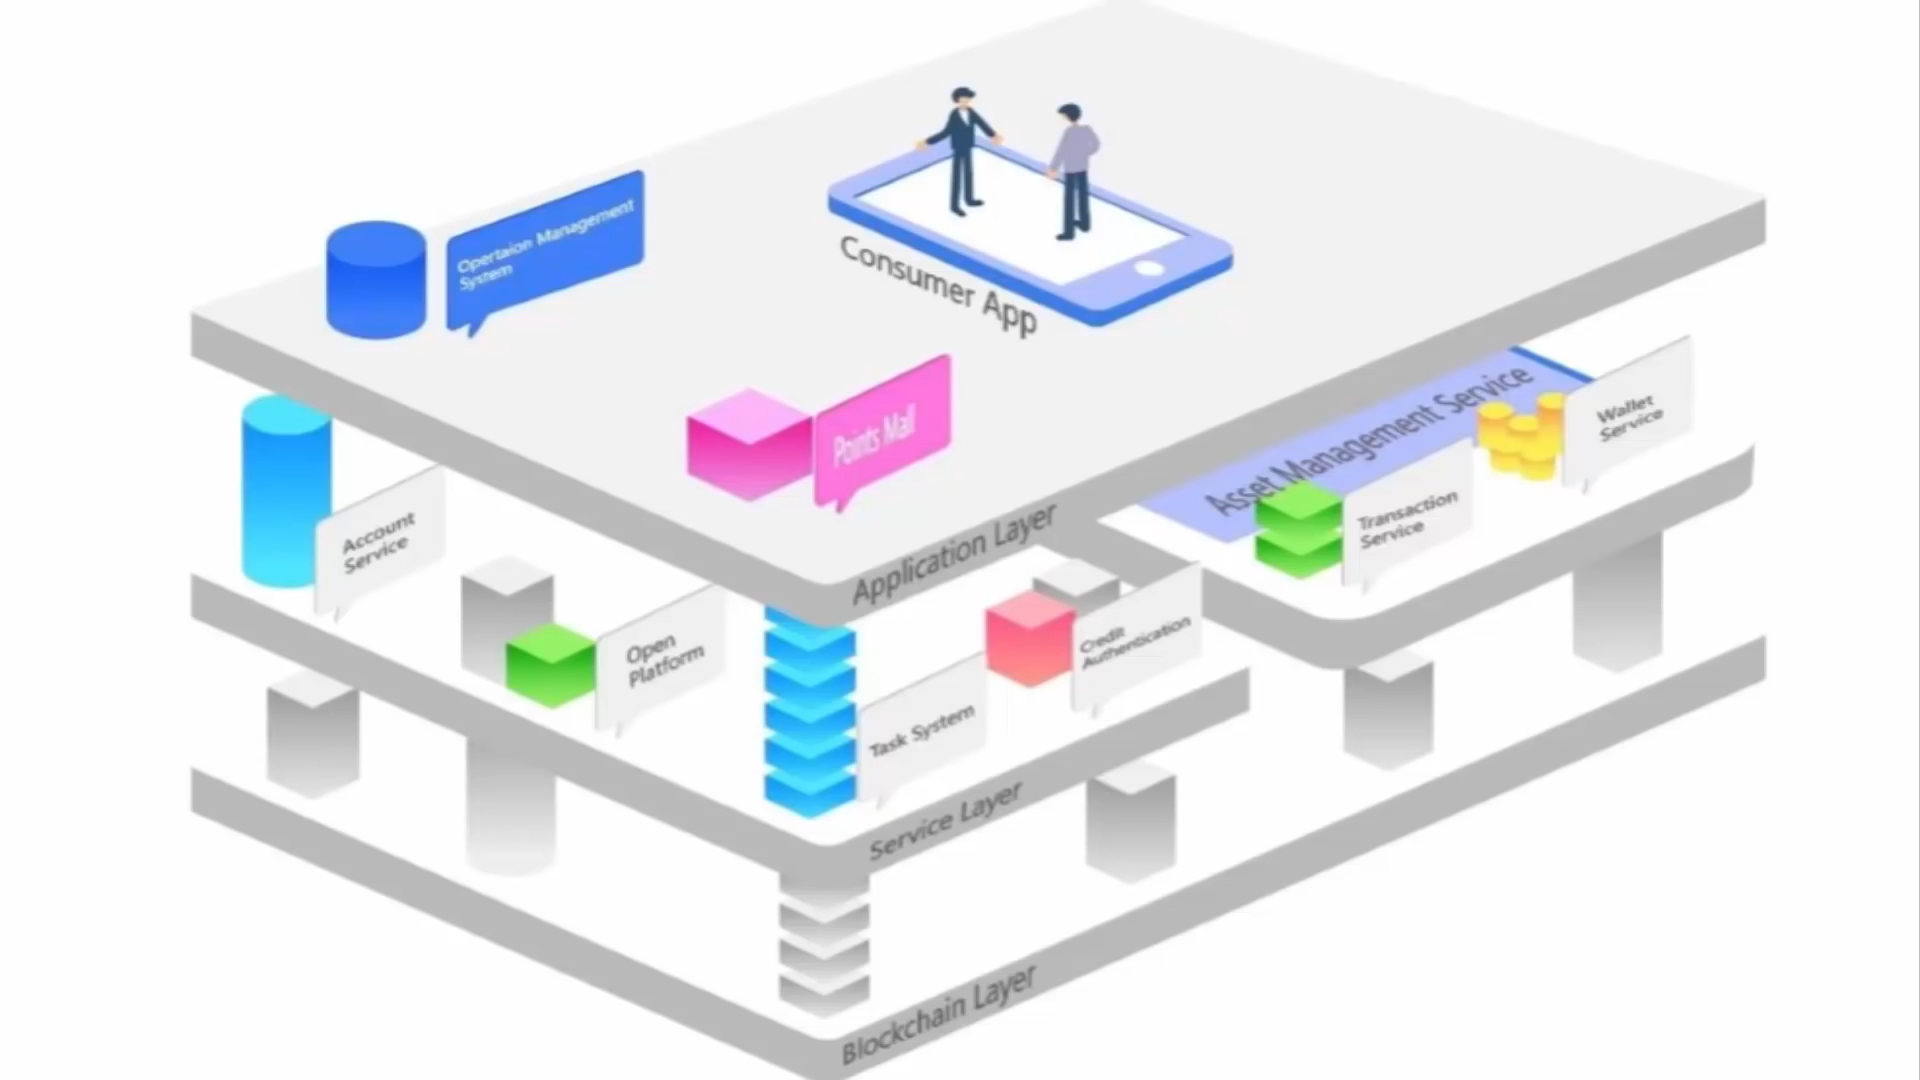 Opertaion Management
System
Consumer App
Points Mall
Application Layer
Asset Management Service
Wallet
Service
Transaction
Service
Account
Service
Open
Platform
Credit
Authentication
Task System
Service Layer
Blockchain Layer